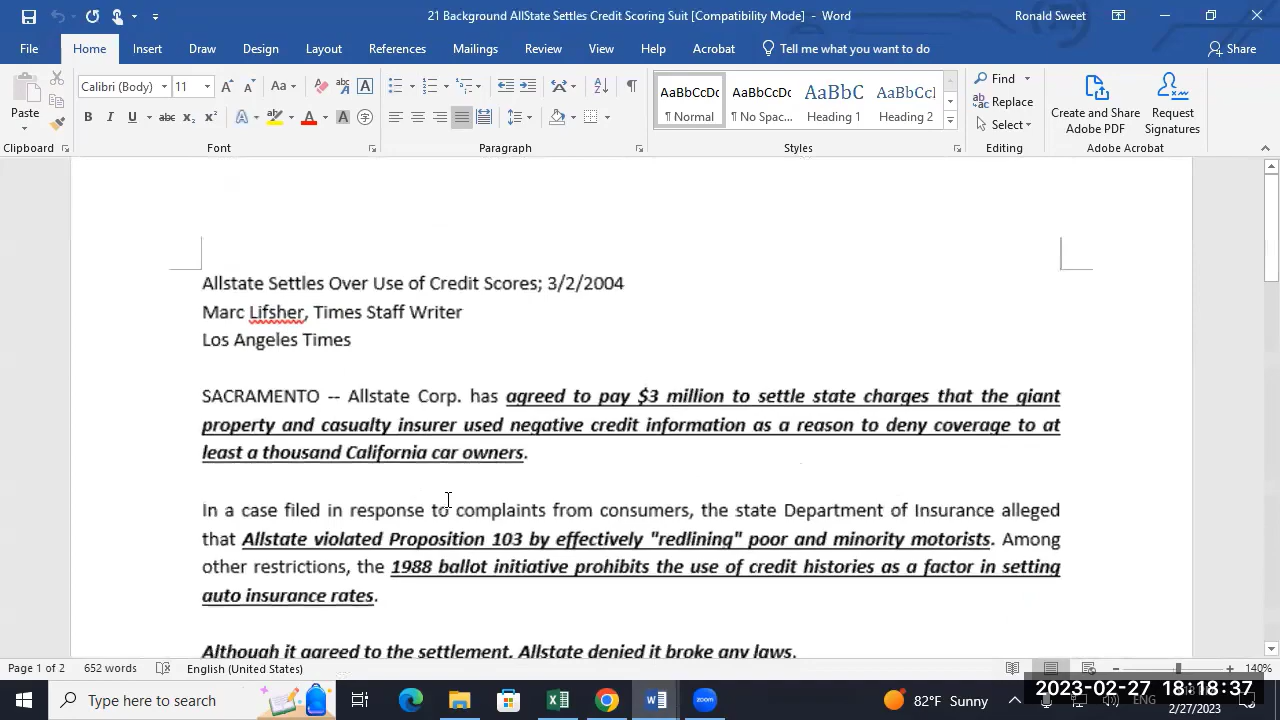 21 Background AllState Settles Credit Scoring Suit [Compatibility Mode] - Word
Ronald Sweet
File Home Insert Draw Design Layout References Mailings Review View Help Acrobat Tell me what you want to do Share
Paste
Clipboard
Calibri (Body) 11
Font
Paragraph
AaBbCcDc AaBbCcDc AaBbC AaBbCcI
¶ Normal ¶ No Spac... Heading 1 Heading 2
Styles
Find
Replace
Select
Editing
Create and Share Adobe PDF
Request Signatures
Adobe Acrobat
Allstate Settles Over Use of Credit Scores; 3/2/2004
Marc Lifsher, Times Staff Writer
Los Angeles Times
SACRAMENTO -- Allstate Corp. has agreed to pay $3 million to settle state charges that the giant
property and casualty insurer used negative credit information as a reason to deny coverage to at
least a thousand California car owners.
In a case filed in response to complaints from consumers, the state Department of Insurance alleged
that Allstate violated Proposition 103 by effectively "redlining" poor and minority motorists. Among
other restrictions, the 1988 ballot initiative prohibits the use of credit histories as a factor in setting
auto insurance rates.
Although it agreed to the settlement, Allstate denied it broke any laws.
Page 1 of 2 652 words English (United States) 140%
Type here to search
zoom
82°F Sunny
ENG
2023-02-27 18:18:37
2/27/2023